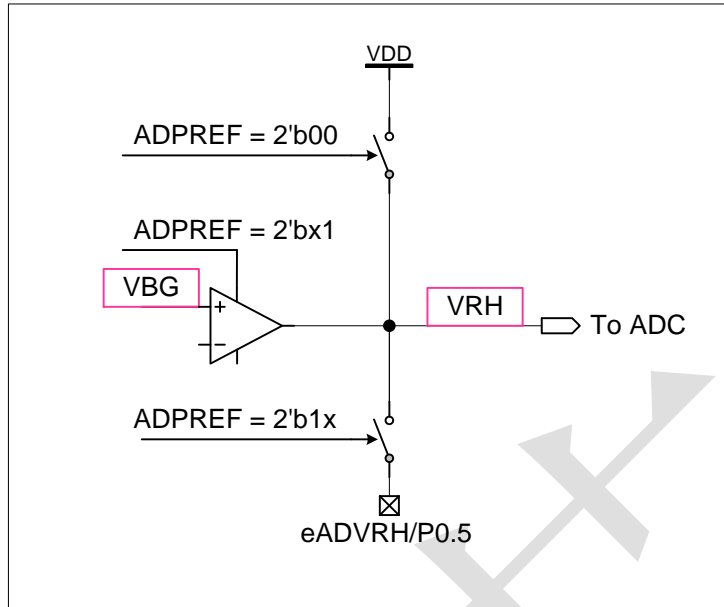 VDD
ADPREF = 2'b00
ADPREF = 2'bx1
VBG
VRH
To ADC
ADPREF = 2'b1x
eADVRH/P0.5